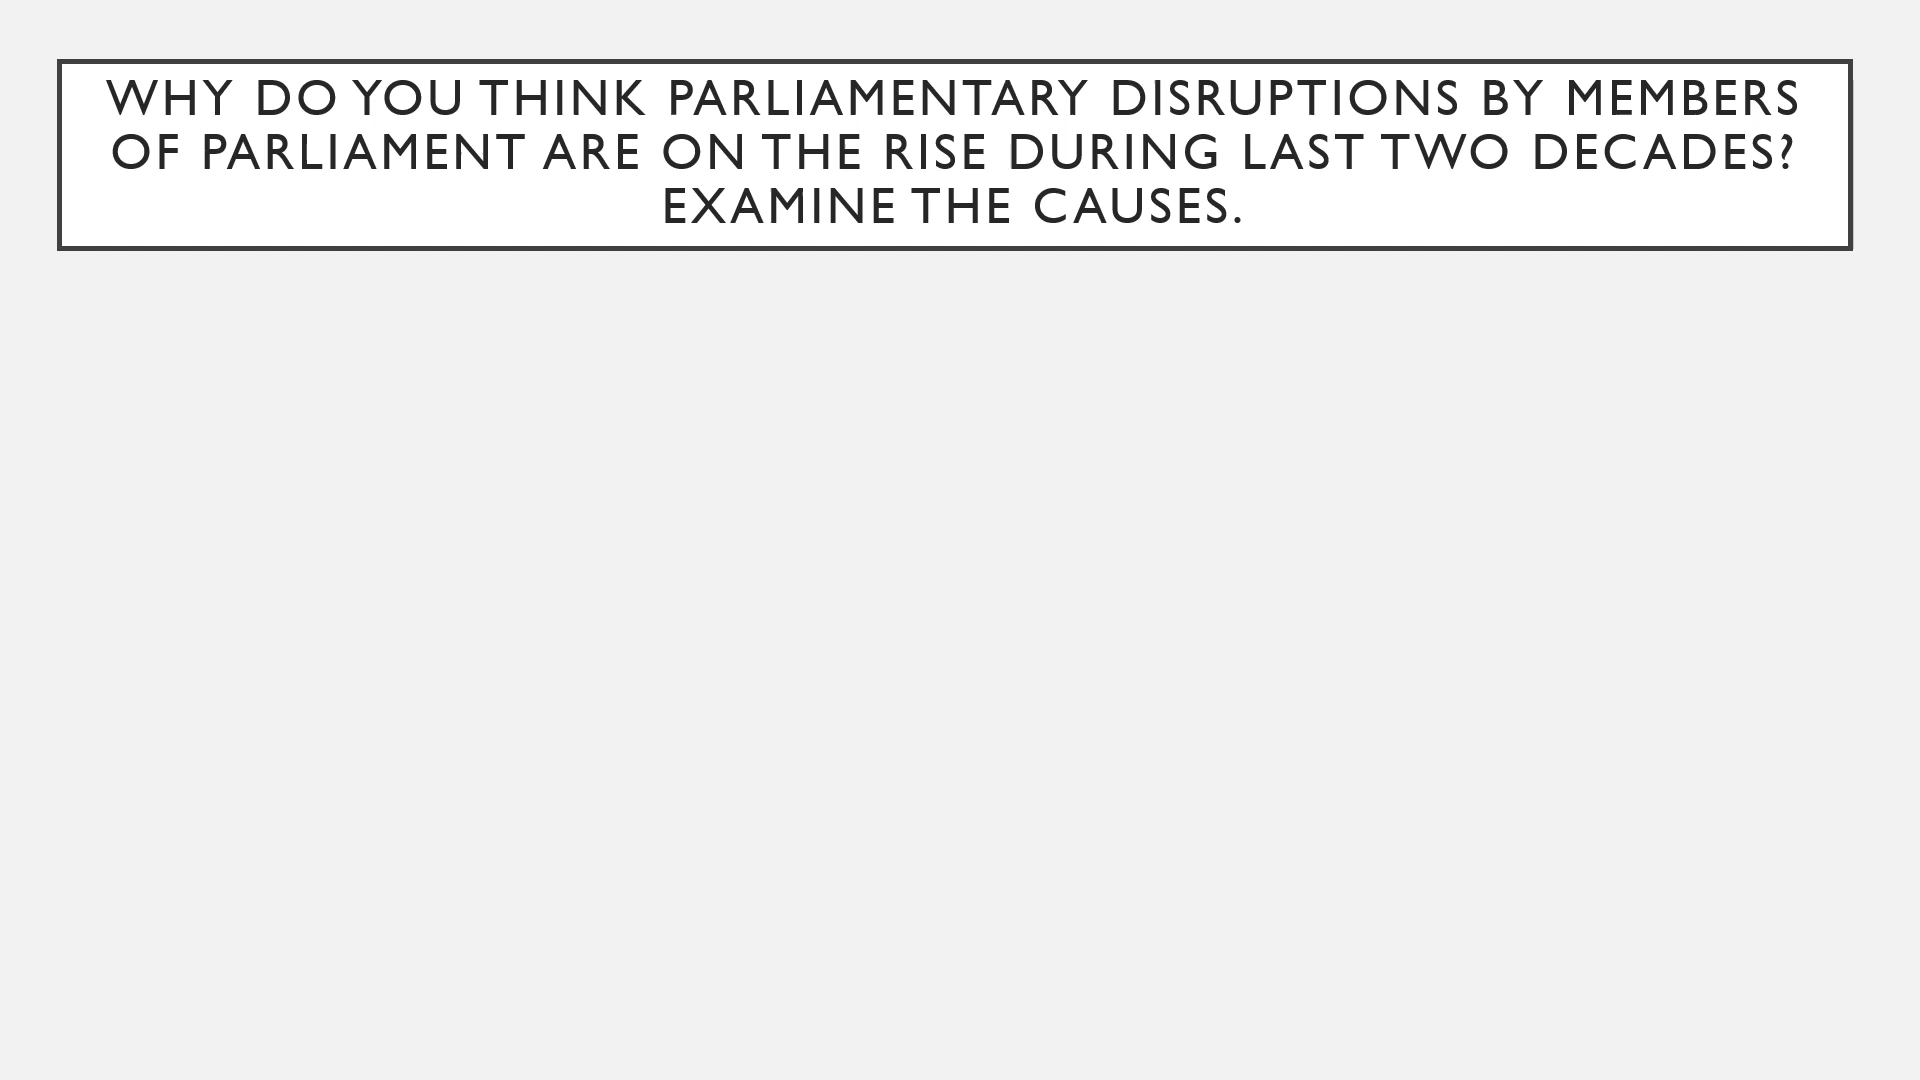 WHY DO YOU THINK PARLIAMENTARY DISRUPTIONS BY MEMBERS
OF PARLIAMENT ARE ON THE RISE DURING LAST TWO DECADES?
EXAMINE THE CAUSES.